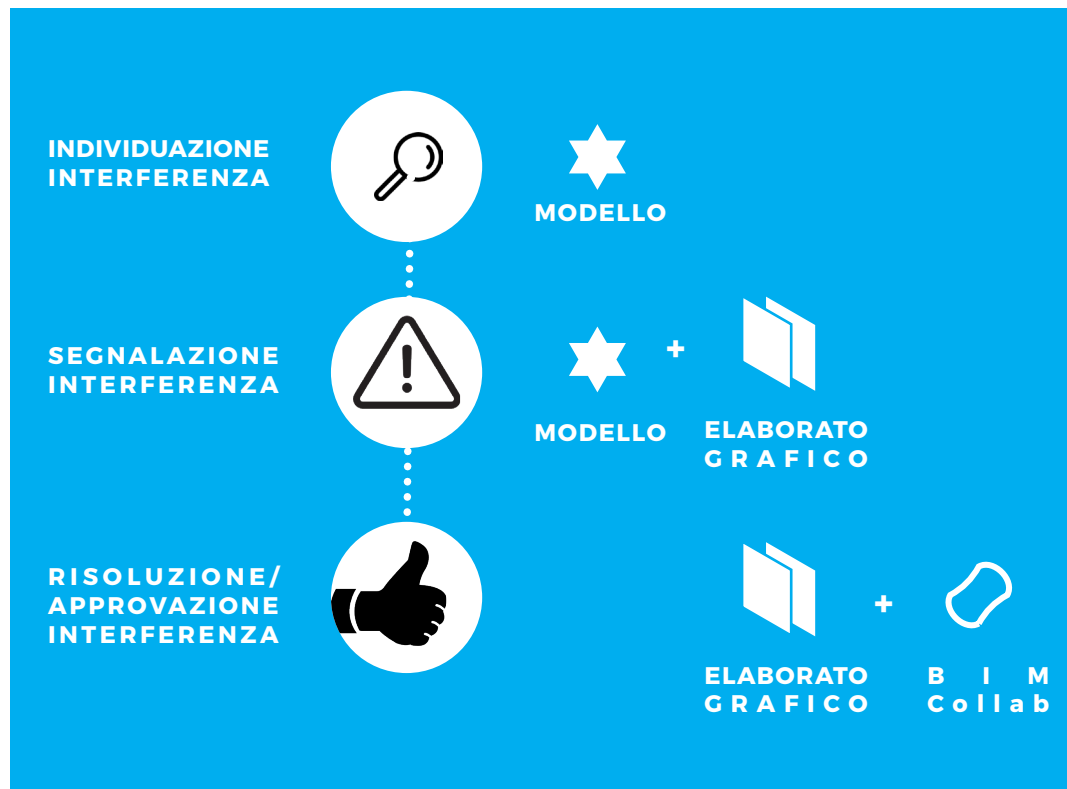 INDIVIDUAZIONE
INTERFERENZA
MODELLO
SEGNALAZIONE
INTERFERENZA
MODELLO
+
ELABORATO
GRAFICO
RISOLUZIONE/
APPROVAZIONE
INTERFERENZA
ELABORATO
GRAFICO
+
BIM
Collab